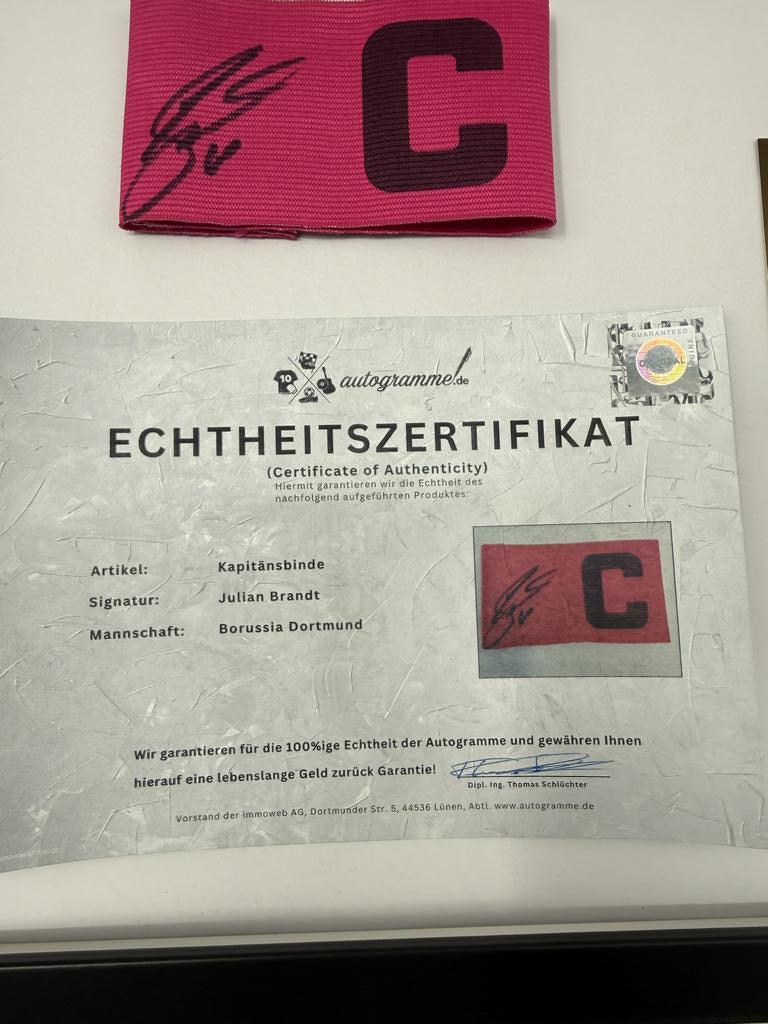 C
10
autogramme.de
GUARANTEED
ECHTHEITSZERTIFIKAT
(Certificate of Authenticity)
Hiermit garantieren wir die Echtheit des
nachfolgend aufgeführten Produktes:
Artikel: Kapitänsbinde
Signatur: Julian Brandt
Mannschaft: Borussia Dortmund
C
Wir garantieren für die 100%ige Echtheit der Autogramme und gewähren Ihnen
hierauf eine lebenslange Geld zurück Garantie!
Dipl. Ing. Thomas Schlüchter
Vorstand der immoweb AG, Dortmunder Str. 5, 44536 Lünen, Abtl. www.autogramme.de